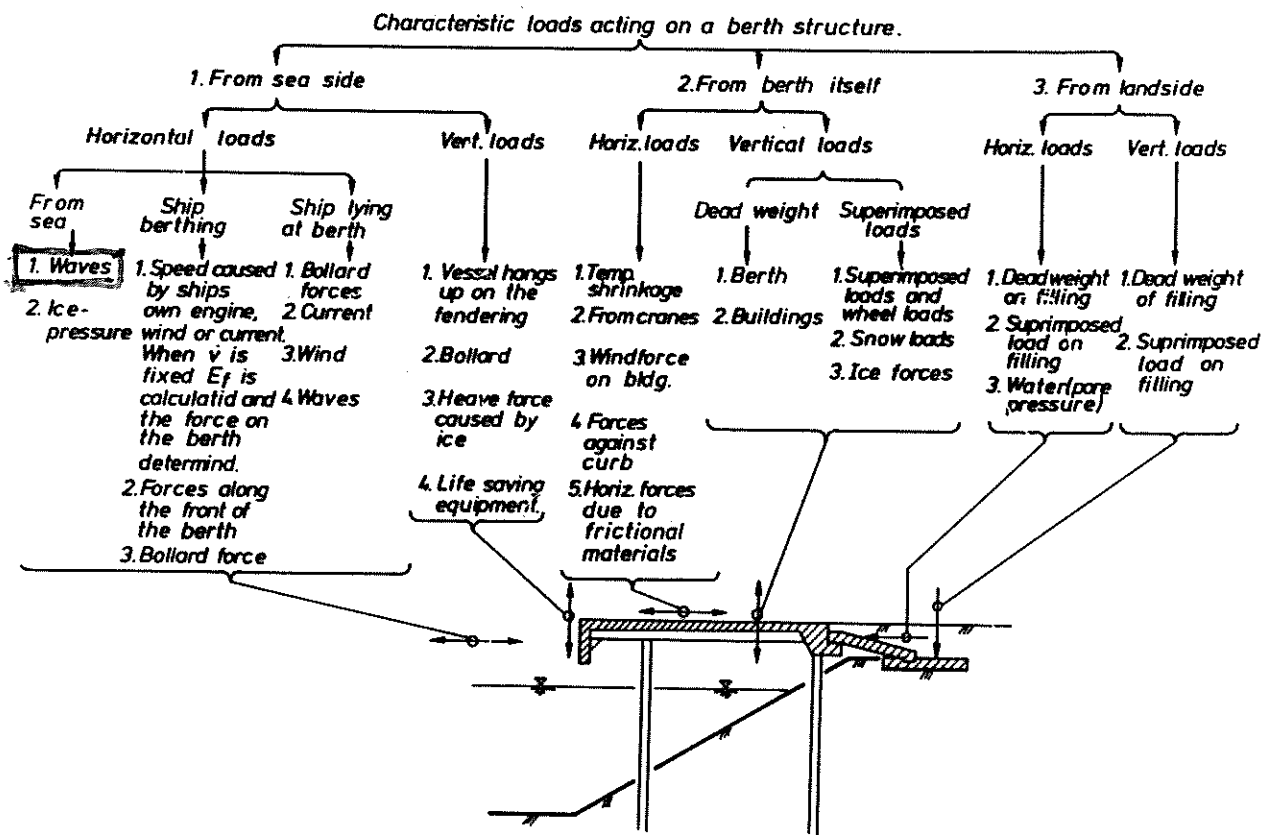 Characteristic loads acting on a berth structure.
1. From sea side
2. From berth itself
3. From landside
Horizontal loads
Vert. loads
Horiz. loads
Vertical loads
Horiz. loads
Vert. loads
From
sea
Ship
berthing
Ship lying
at berth
Dead weight
Superimposed
loads
1. Waves
2. Ice-
pressure
1. Speed caused
by ships
own engine,
wind or current.
When v is
fixed Ef is
calculatid and
the force on
the berth
determind.
2. Forces along
the front of
the berth
3. Bollard force
1. Bollard
forces
2. Current
3. Wind
4. Waves
1. Vessal hangs
up on the
fendering
2. Bollard
3. Heave force
caused by
ice
4. Life saving
equipment.
1. Temp.
shrinkage
2. From cranes
3. Windforce
on bldg.
4. Forces
against
curb
5. Horiz. forces
due to
frictional
materials
1. Berth
2. Buildings
1. Superimposed
loads and
wheel loads
2. Snow loads
3. Ice forces
1. Dead weight
on filling
2. Suprimposed
load on
filling
3. Water(pore
pressure)
1. Dead weight
of filling
2. Suprimposed
load on
filling